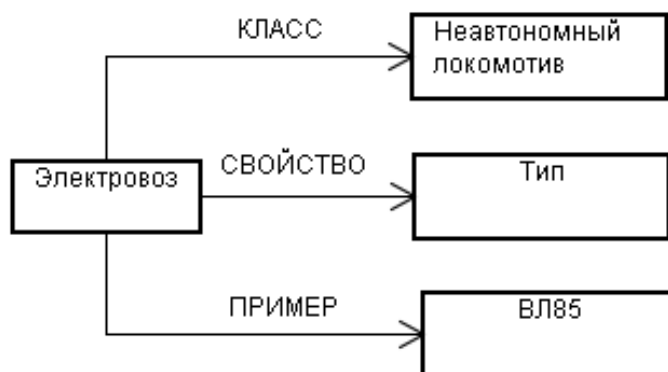 КЛАСС
Неавтономный
локомотив
Электровоз
СВОЙСТВО
Тип
ПРИМЕР
ВЛ85